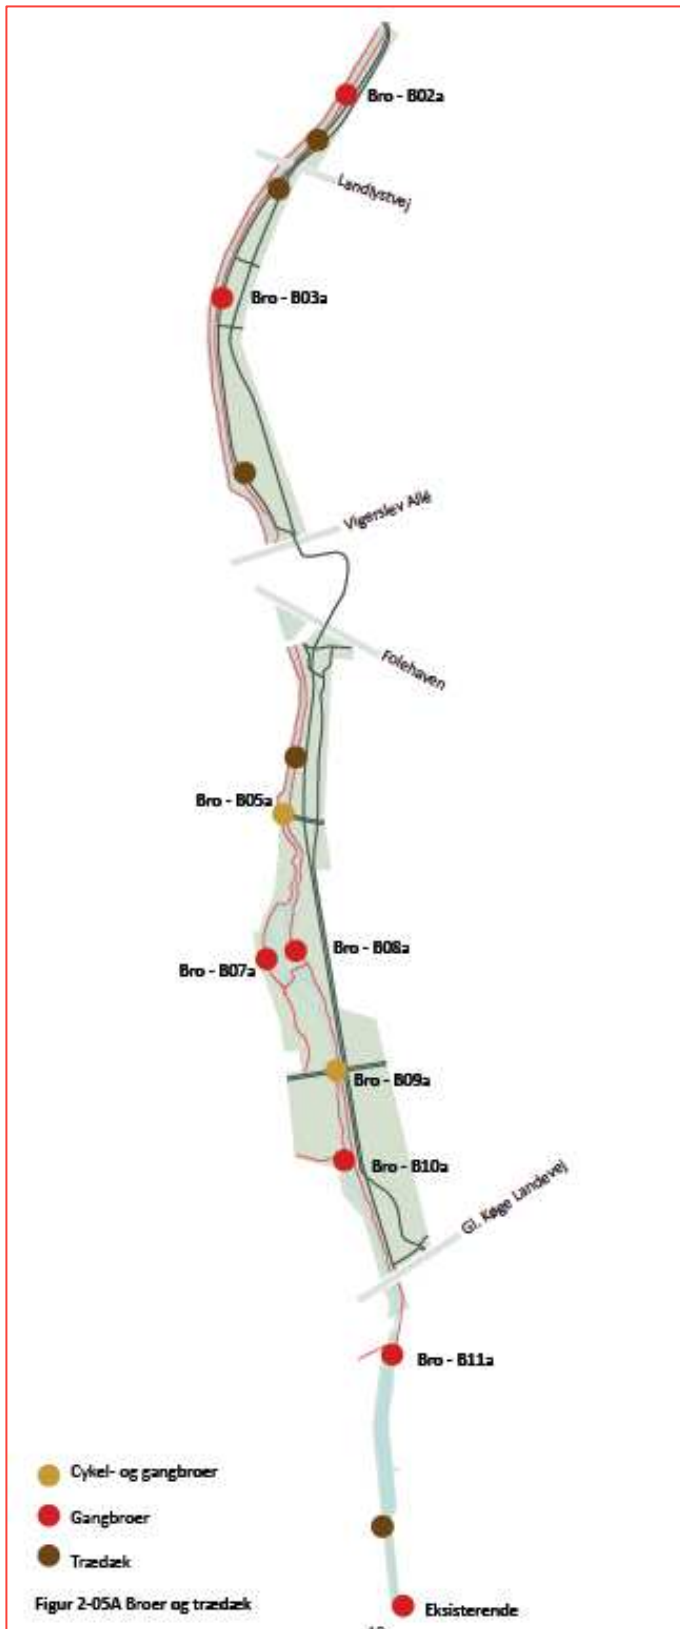 Bro - B02a
Landlystvej
Bro - B03a
Vigerslev Allé
Folehaven
Bro - B05a
Bro - B08a
Bro - B07a
Bro - B09a
Bro - B10a
Gl. Køge Landevej
Bro - B11a
Cykel- og gangbroer
Gangbroer
Trædæk
Figur 2-05A Broer og trædæk
Eksisterende